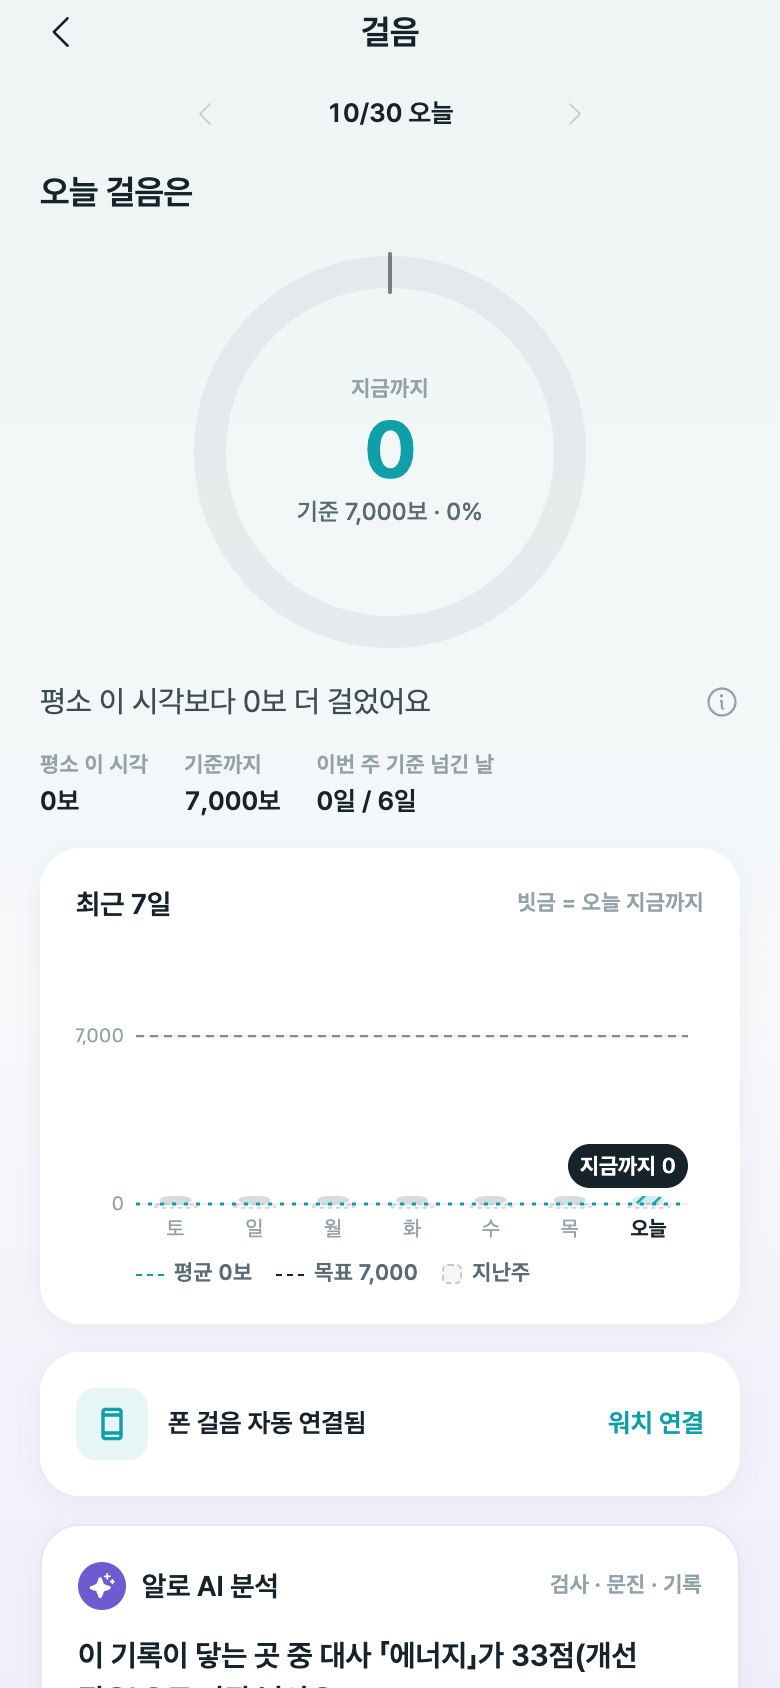 걸음
10/30 오늘
오늘 걸음은
지금까지
0
기준 7,000보 · 0%
평소 이 시각보다 0보 더 걸었어요
평소 이 시각 기준까지 이번 주 기준 넘긴 날
0보 7,000보 0일 / 6일
최근 7일 빗금 = 오늘 지금까지
7,000
지금까지 0
0
토 일 월 화 수 목 오늘
평균 0보 목표 7,000 지난주
폰 걸음 자동 연결됨 워치 연결
알로 AI 분석 검사 · 문진 · 기록
이 기록이 닿는 곳 중 대사 「에너지」가 33점(개선